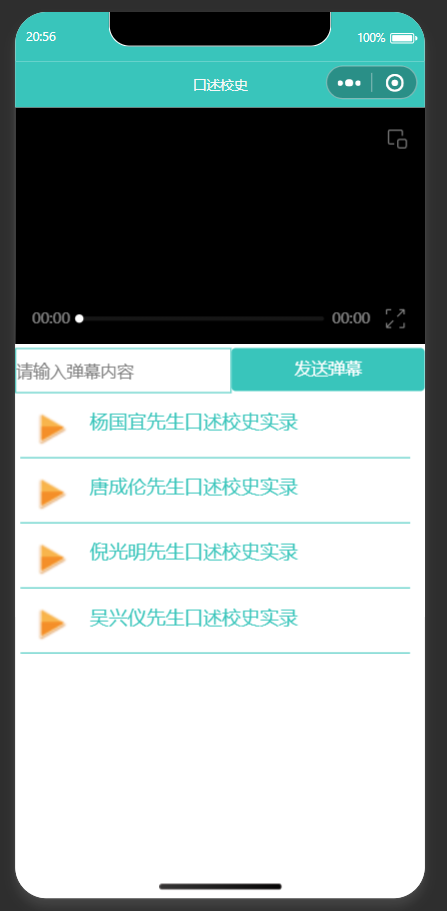 20:56
100%
口述校史
00:00
00:00
请输入弹幕内容
发送弹幕
杨国宜先生口述校史实录
唐成伦先生口述校史实录
倪光明先生口述校史实录
吴兴仪先生口述校史实录